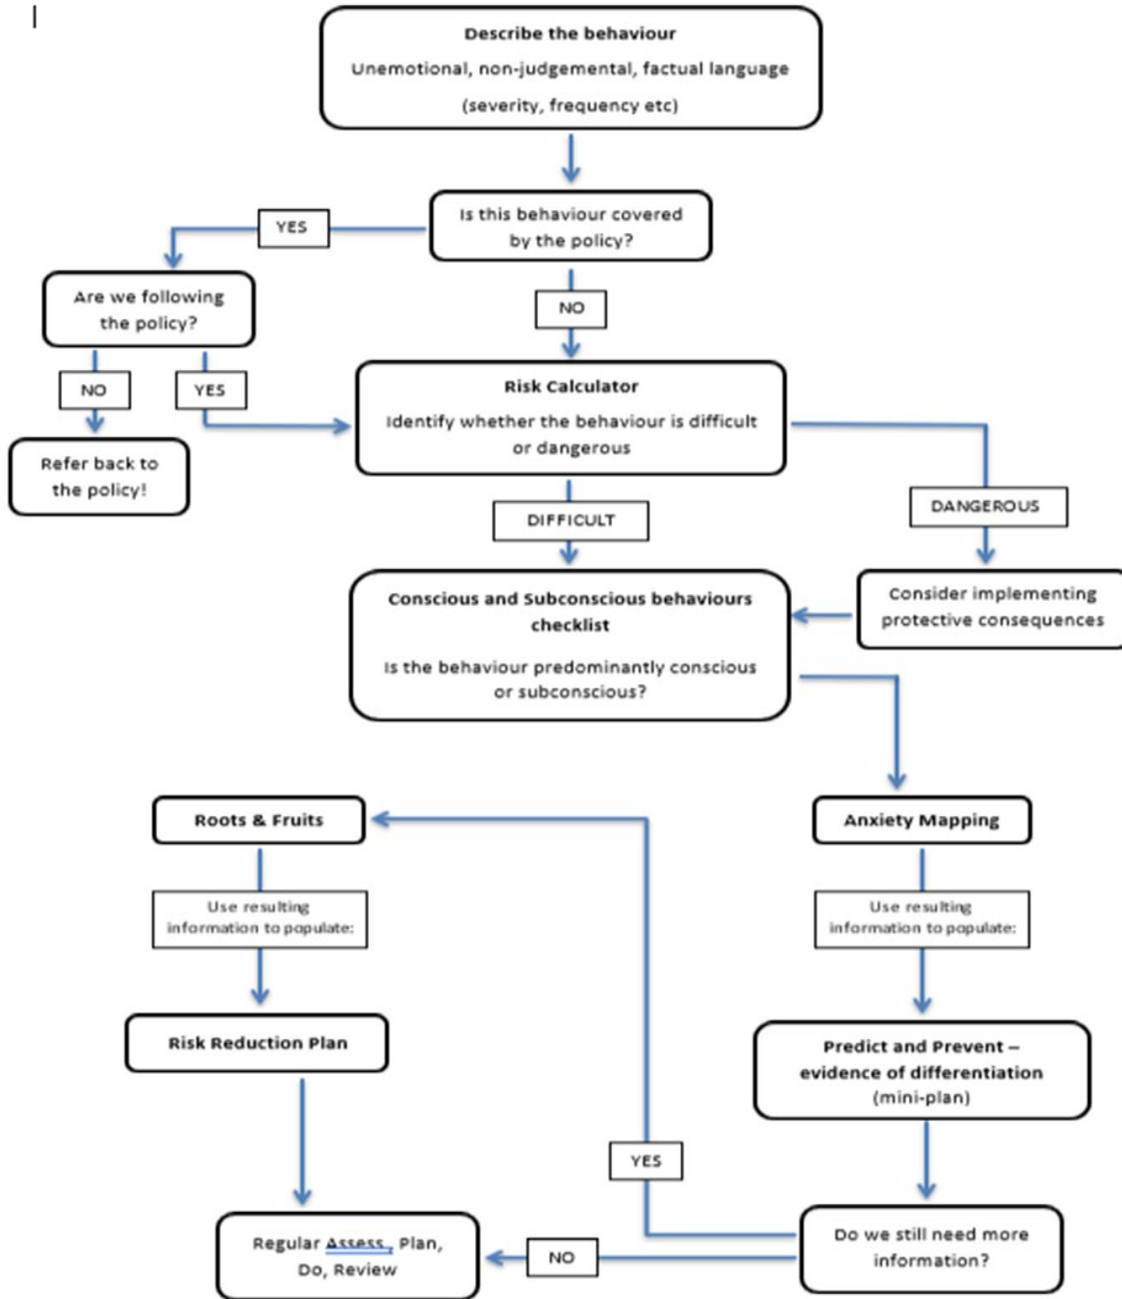 Describe the behaviour
Unemotional, non-judgemental, factual language
(severity, frequency etc)
Is this behaviour covered
by the policy?
YES
Are we following
the policy?
NO
NO
YES
Refer back to
the policy!
Risk Calculator
Identify whether the behaviour is difficult
or dangerous
DIFFICULT
DANGEROUS
Consider implementing
protective consequences
Conscious and Subconscious behaviours
checklist
Is the behaviour predominantly conscious
or subconscious?
Roots & Fruits
Anxiety Mapping
Use resulting
information to populate:
Use resulting
information to populate:
Risk Reduction Plan
Predict and Prevent –
evidence of differentiation
(mini-plan)
YES
Do we still need more
information?
NO
Regular Assess, Plan,
Do, Review